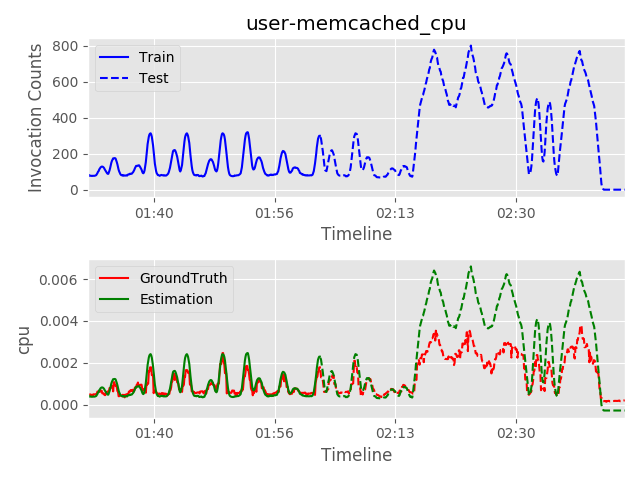 user-memcached_cpu
800
600
400
200
0
Invocation Counts
Train
Test
01:40
01:56
02:13
02:30
Timeline
0.006
0.004
0.002
0.000
cpu
GroundTruth
Estimation
01:40
01:56
02:13
02:30
Timeline